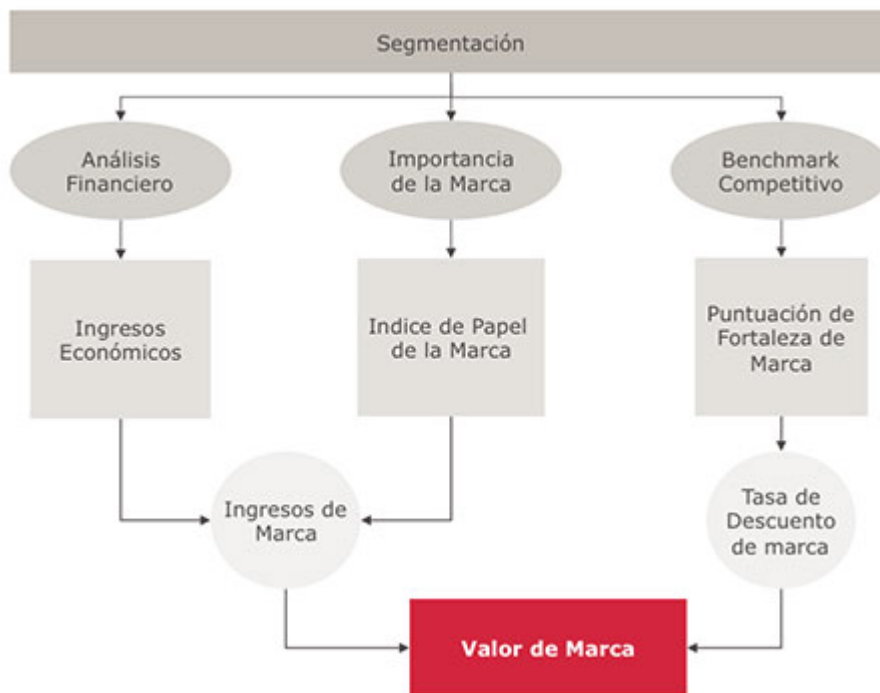 Segmentación
Análisis
Financiero
Importancia
de la Marca
Benchmark
Competitivo
Ingresos
Económicos
Indice de Papel
de la Marca
Puntuación de
Fortaleza de
Marca
Ingresos de
Marca
Tasa de
Descuento
de marca
Valor de Marca